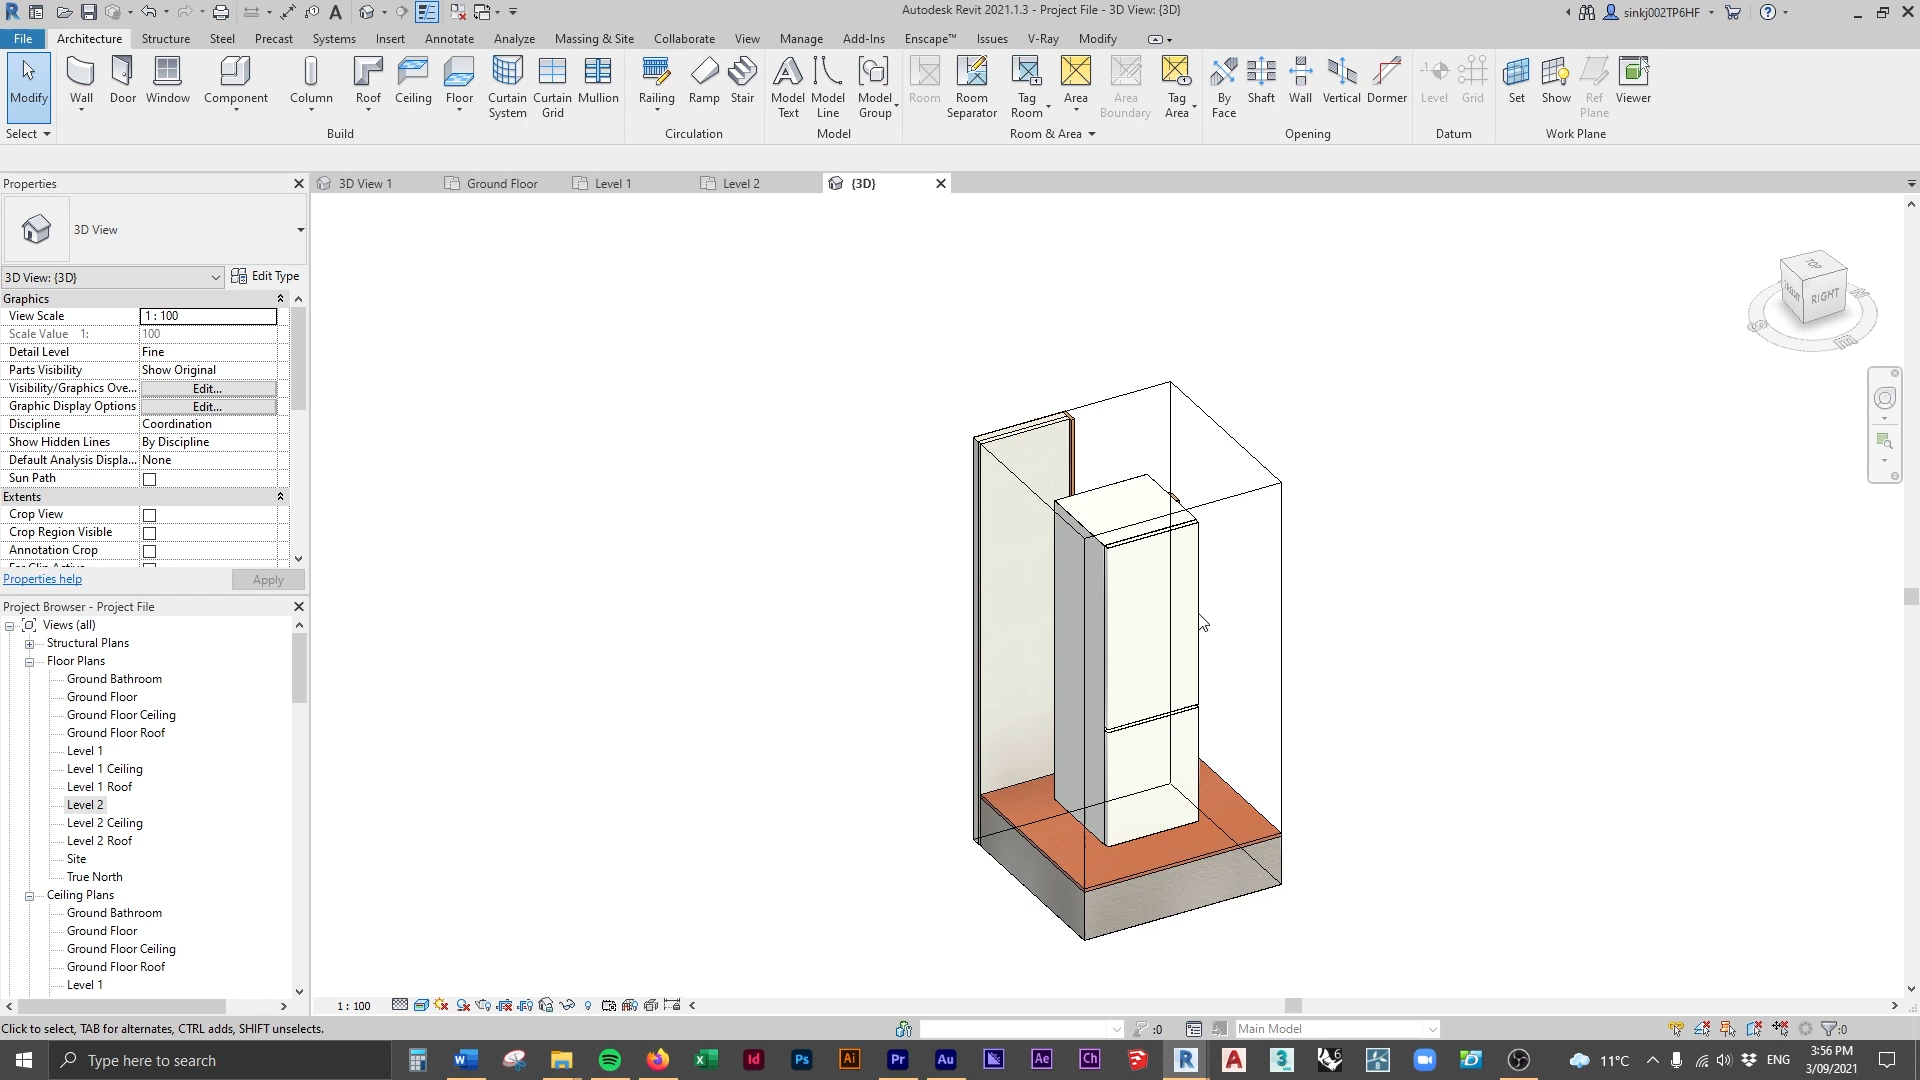 Autodesk Revit 2021.1.3 - Project File - 3D View: {3D}
sinkj002TP6HF
File Architecture Structure Steel Precast Systems Insert Annotate Analyze Massing & Site Collaborate View Manage Add-Ins Enscape™ Issues V-Ray Modify
Modify Wall Door Window Component Column Roof Ceiling Floor Curtain System Curtain Grid Mullion Railing Ramp Stair Model Text Model Line Model Group Room Room Separator Tag Room Area Area Boundary Tag Area By Face Shaft Wall Vertical Dormer Level Grid Set Show Ref Plane Viewer
Select Build Circulation Model Room & Area Opening Datum Work Plane
Properties
3D View 1 Ground Floor Level 1 Level 2 {3D}
3D View
3D View: {3D} Edit Type
Graphics
View Scale 1 : 100
Scale Value 1: 100
Detail Level Fine
Parts Visibility Show Original
Visibility/Graphics Ove... Edit...
Graphic Display Options Edit...
Discipline Coordination
Show Hidden Lines By Discipline
Default Analysis Displa... None
Sun Path
Extents
Crop View
Crop Region Visible
Annotation Crop
Properties help Apply
Project Browser - Project File
Views (all)
Structural Plans
Floor Plans
Ground Bathroom
Ground Floor
Ground Floor Ceiling
Ground Floor Roof
Level 1
Level 1 Ceiling
Level 1 Roof
Level 2
Level 2 Ceiling
Level 2 Roof
Site
True North
Ceiling Plans
Ground Bathroom
Ground Floor
Ground Floor Ceiling
Ground Floor Roof
Level 1
TOP
RIGHT
1 : 100
Click to select, TAB for alternates, CTRL adds, SHIFT unselects.
:0
Main Model
:0
Type here to search
11°C
ENG
3:56 PM
3/09/2021